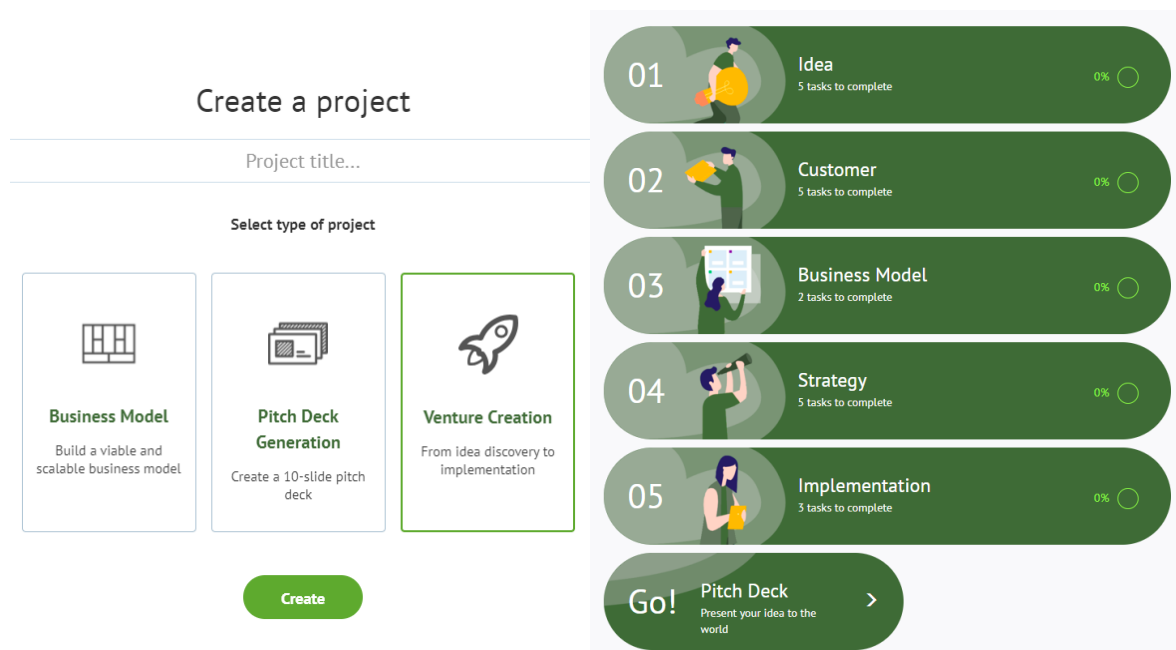 Create a project
Project title...
Select type of project
Business Model
Build a viable and
scalable business model
Pitch Deck
Generation
Create a 10-slide pitch
deck
Venture Creation
From idea discovery to
implementation
Create
01
Idea
5 tasks to complete
0%
02
Customer
5 tasks to complete
0%
03
Business Model
2 tasks to complete
0%
04
Strategy
5 tasks to complete
0%
05
Implementation
3 tasks to complete
0%
Go!
Pitch Deck
Present your idea to the
world